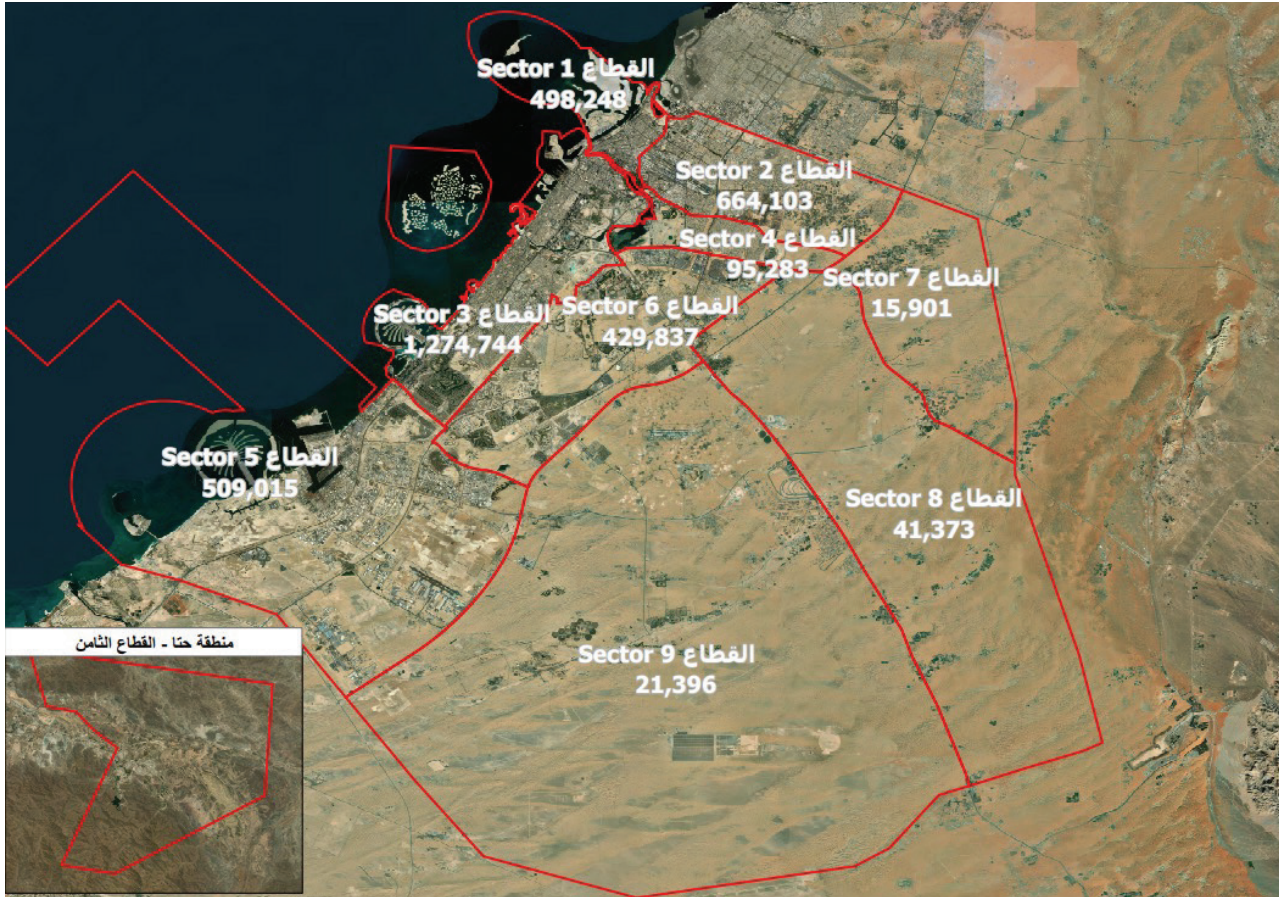 Sector 1 القطاع
498,248
Sector 2 القطاع
664,103
Sector 4 القطاع
95,283
Sector 7 القطاع
15,901
Sector 3 القطاع
1,274,744
Sector 6 القطاع
429,837
Sector 5 القطاع
509,015
Sector 8 القطاع
41,373
Sector 9 القطاع
21,396
منطقة حتا - القطاع الثامن